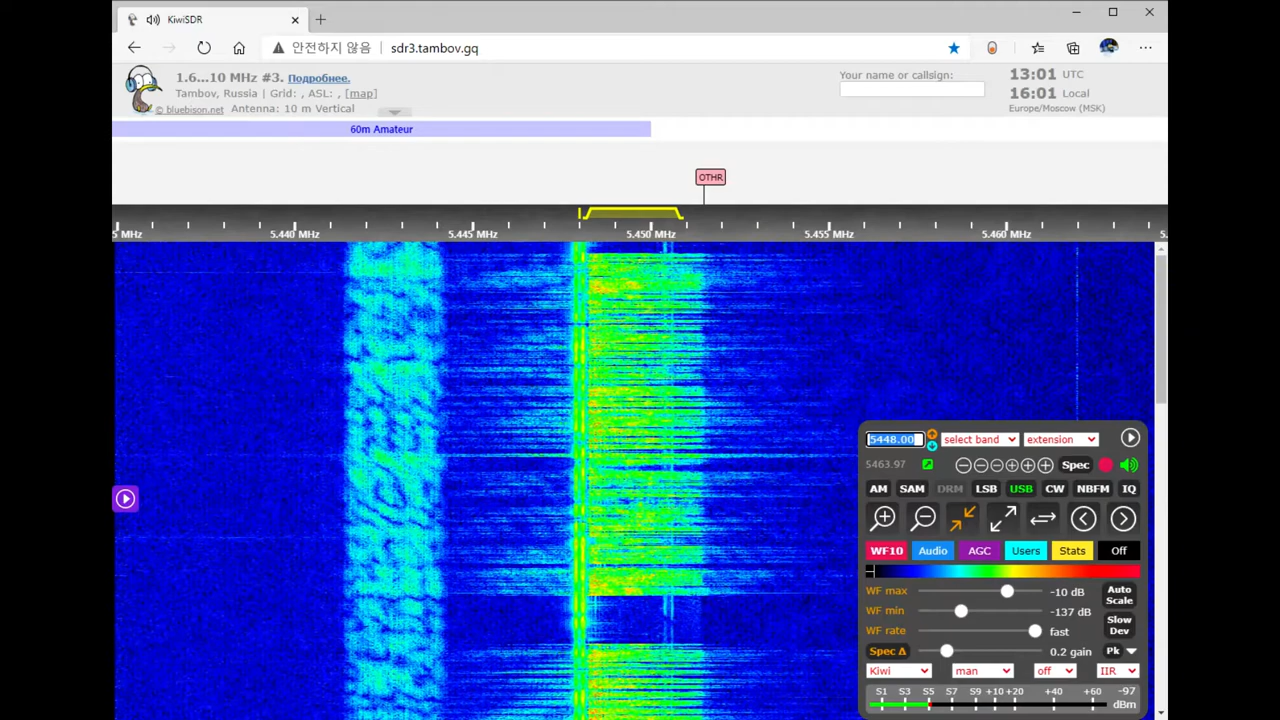 KiwiSDR
안전하지 않음
sdr3.tambov.gq
1.6...10 MHz #3. Подробнее.
Tambov, Russia | Grid: , ASL: , [map]
© bluebison.net Antenna: 10 m Vertical
Your name or callsign:
13:01 UTC
16:01 Local
Europe/Moscow (MSK)
60m Amateur
OTHR
5 MHz 5.440 MHz 5.445 MHz 5.450 MHz 5.455 MHz 5.460 MHz 5.
5448.00 select band extension
5463.97 Spec
AM SAM DRM LSB USB CW NBFM IQ
WF10 Audio AGC Users Stats Off
WF max -10 dB Auto Scale
WF min -137 dB
WF rate fast Slow Dev
Spec Δ 0.2 gain Pk
Kiwi man off IIR
S1 S3 S5 S7 S9 +10 +20 +40 +60 -97
dBm